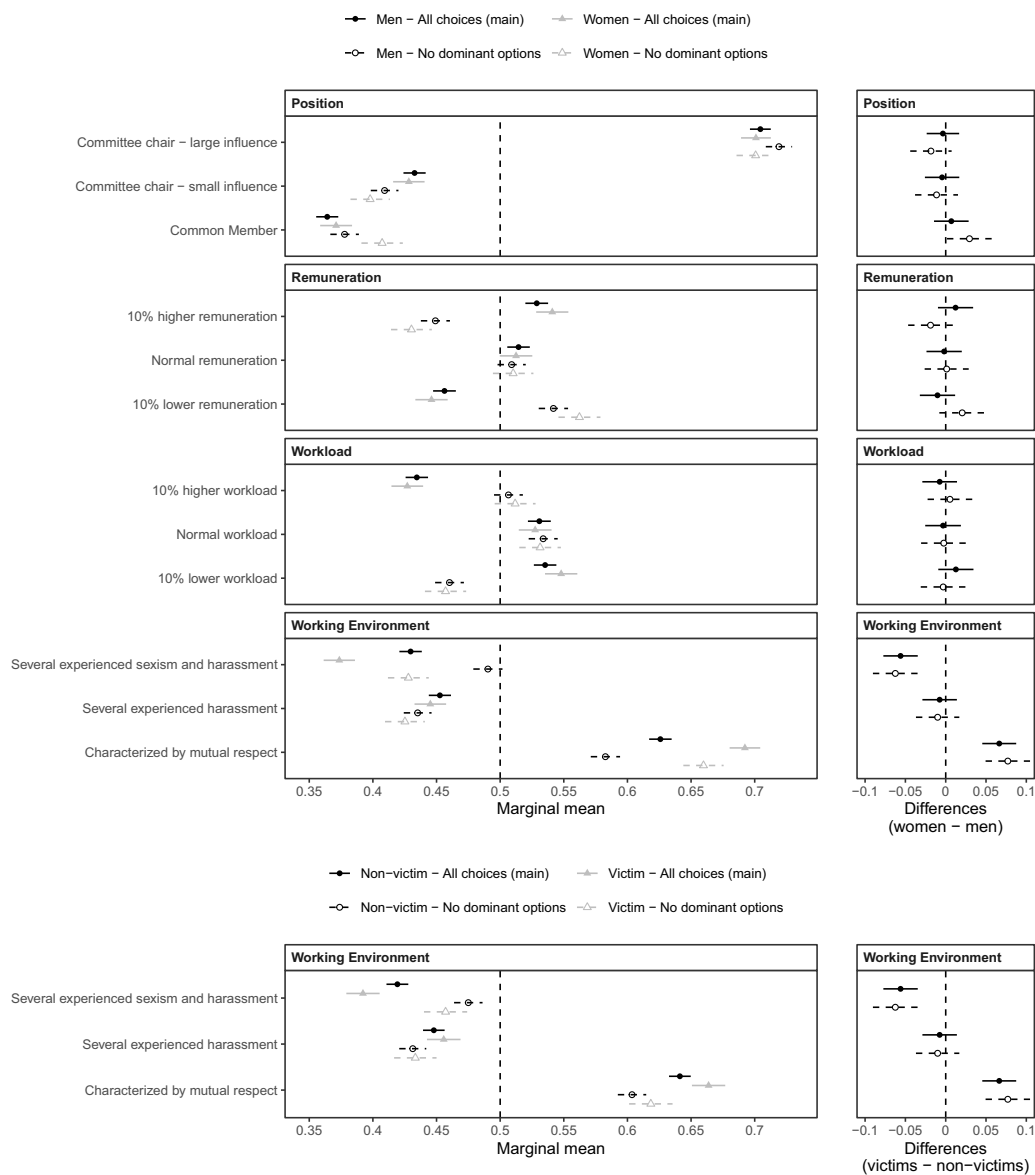 Men – All choices (main) Women – All choices (main)
Men – No dominant options Women – No dominant options
Position Position
Committee chair – large influence
Committee chair – small influence
Common Member
Remuneration Remuneration
10% higher remuneration
Normal remuneration
10% lower remuneration
Workload Workload
10% higher workload
Normal workload
10% lower workload
Working Environment Working Environment
Several experienced sexism and harassment
Several experienced harassment
Characterized by mutual respect
0.35 0.4 0.45 0.5 0.55 0.6 0.65 0.7 −0.1 −0.05 0 0.05 0.1
Marginal mean Differences
(women − men)
Non−victim − All choices (main) Victim − All choices (main)
Non−victim − No dominant options Victim − No dominant options
Working Environment Working Environment
Several experienced sexism and harassment
Several experienced harassment
Characterized by mutual respect
0.35 0.4 0.45 0.5 0.55 0.6 0.65 0.7 −0.1 −0.05 0 0.05 0.1
Marginal mean Differences
(victims − non−victims)